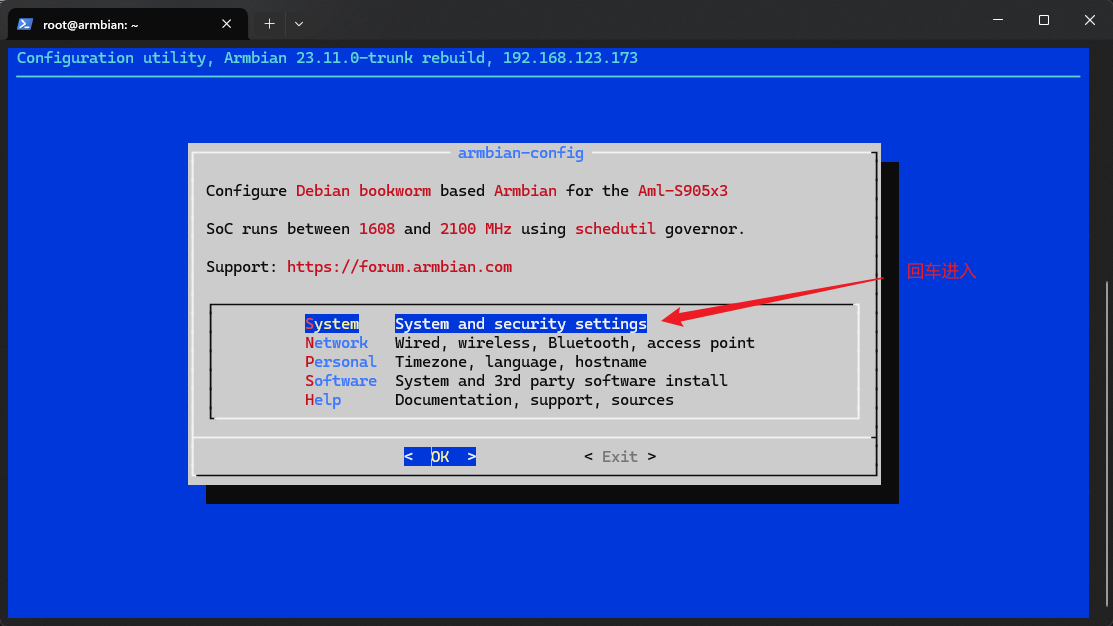 root@armbian: ~
Configuration utility, Armbian 23.11.0-trunk rebuild, 192.168.123.173
armbian-config
Configure Debian bookworm based Armbian for the Aml-S905x3
SoC runs between 1608 and 2100 MHz using schedutil governor.
Support: https://forum.armbian.com
回车进入
System System and security settings
Network Wired, wireless, Bluetooth, access point
Personal Timezone, language, hostname
Software System and 3rd party software install
Help Documentation, support, sources
< OK > < Exit >